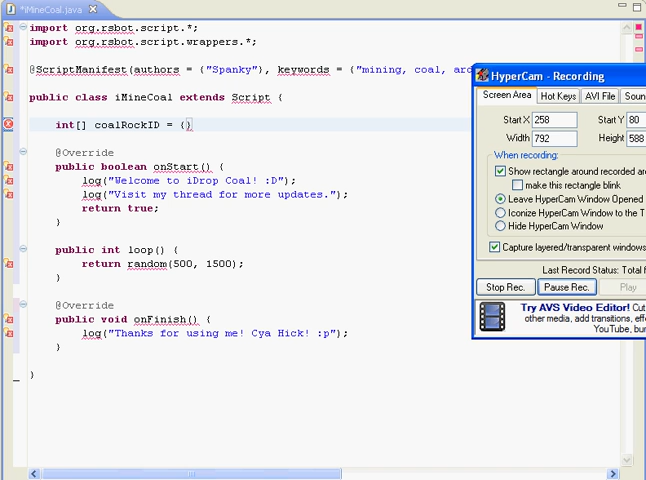 *iMineCoal.java
import org.rsbot.script.*;
import org.rsbot.script.wrappers.*;
@ScriptManifest(authors = {"Spanky"}, keywords = {"mining, coal, ard
public class iMineCoal extends Script {
int[] coalRockID = {}
@Override
public boolean onStart() {
log("Welcome to iDrop Coal! :D");
log("Visit my thread for more updates.");
return true;
}
public int loop() {
return random(500, 1500);
}
@Override
public void onFinish() {
log("Thanks for using me! Cya Hick! :p");
}
}
HyperCam - Recording
Screen Area
Hot Keys
AVI File
Soun
Start X 258
Start Y 80
Width 792
Height 588
When recording:
Show rectangle around recorded are
make this rectangle blink
Leave HyperCam Window Opened
Iconize HyperCam Window to the T
Hide HyperCam Window
Capture layered/transparent windows
Last Record Status: Total f
Stop Rec.
Pause Rec.
Play
Try AVS Video Editor! Cut
other media, add transitions, effe
YouTube, bur